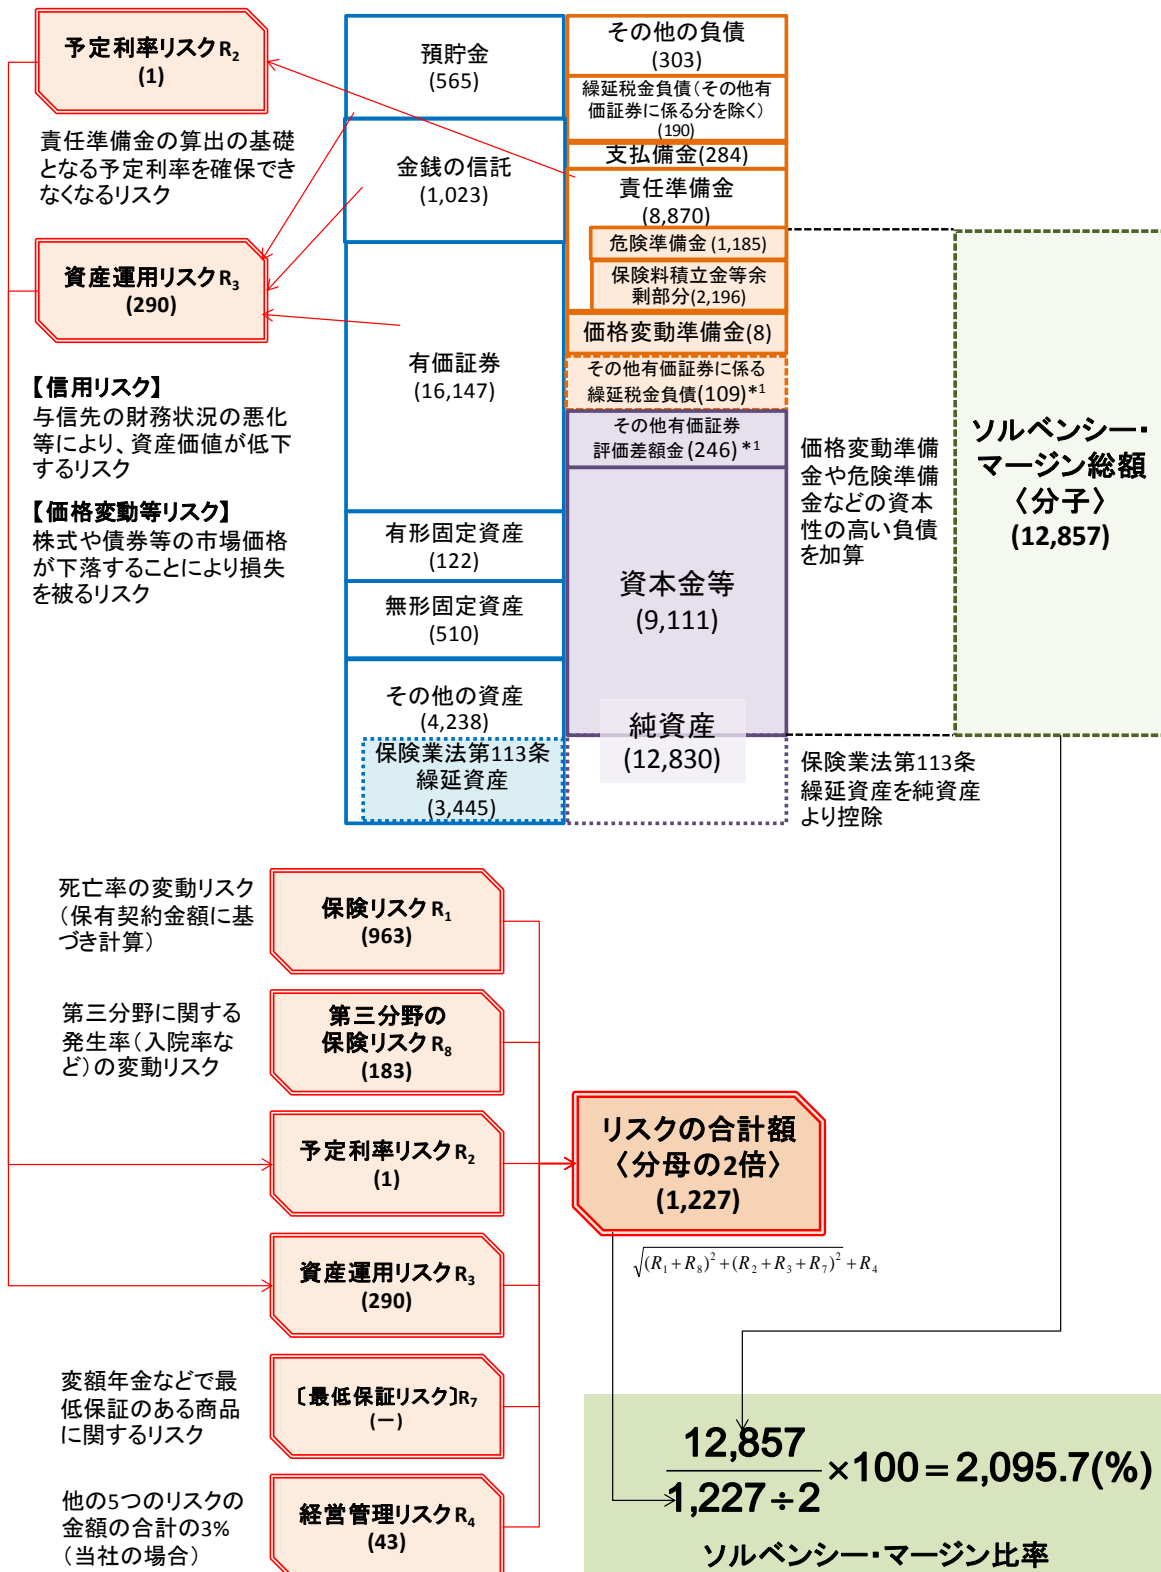 予定利率リスクR2
(1)
責任準備金の算出の基礎
となる予定利率を確保でき
なくなるリスク
資産運用リスクR3
(290)
【信用リスク】
与信先の財務状況の悪化
等により、資産価値が低下
するリスク
【価格変動等リスク】
株式や債券等の市場価格
が下落することにより損失
を被るリスク
預貯金
(565)
金銭の信託
(1,023)
有価証券
(16,147)
有形固定資産
(122)
無形固定資産
(510)
その他の資産
(4,238)
保険業法第113条
繰延資産
(3,445)
その他の負債
(303)
繰延税金負債(その他有
価証券に係る分を除く)
(190)
支払備金(284)
責任準備金
(8,870)
危険準備金(1,185)
保険料積立金等余
剰部分(2,196)
価格変動準備金(8)
その他有価証券に係る
繰延税金負債(109)*1
その他有価証券
評価差額金(246)*1
資本金等
(9,111)
純資産
(12,830)
価格変動準備
金や危険準備
金などの資本
性の高い負債
を加算
保険業法第113条
繰延資産を純資産
より控除
ソルベンシー・
マージン総額
〈分子〉
(12,857)
死亡率の変動リスク
(保有契約金額に基
づき計算)
保険リスクR1
(963)
第三分野に関する
発生率(入院率な
ど)の変動リスク
第三分野の
保険リスクR8
(183)
予定利率リスクR2
(1)
資産運用リスクR3
(290)
変額年金などで最
低保証のある商品
に関するリスク
〔最低保証リスク〕R7
(ー)
他の5つのリスクの
金額の合計の3%
(当社の場合)
経営管理リスクR4
(43)
リスクの合計額
〈分母の2倍〉
(1,227)
√(R1+R8)²+(R2+R3+R7)²+R4
12,857
1,227÷2
×100=2,095.7(%)
ソルベンシー・マージン比率